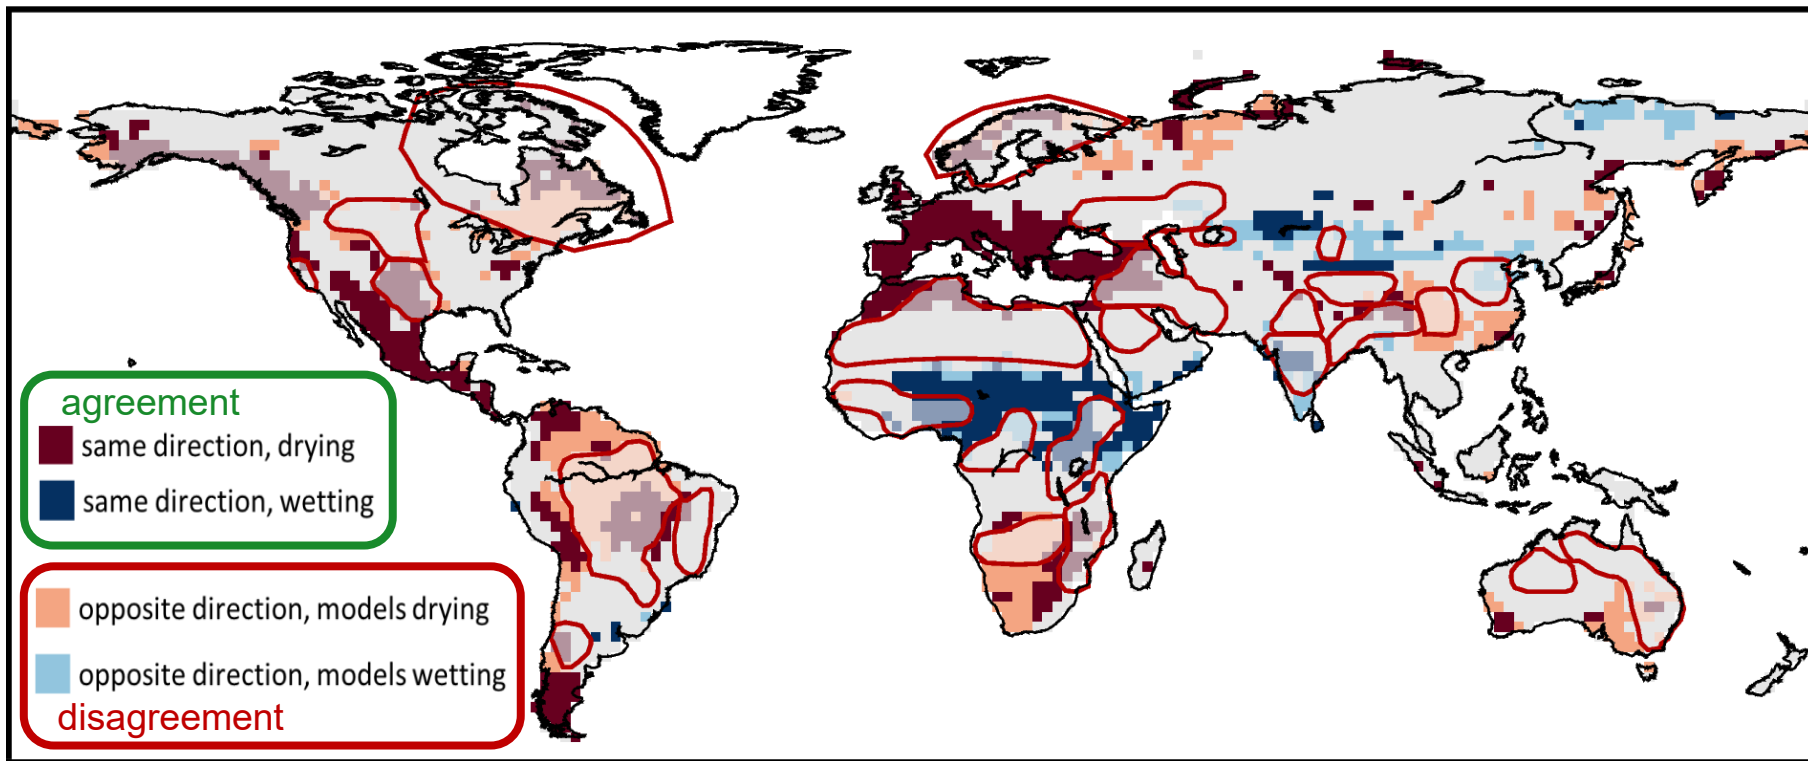 agreement
same direction, drying
same direction, wetting
opposite direction, models drying
opposite direction, models wetting
disagreement